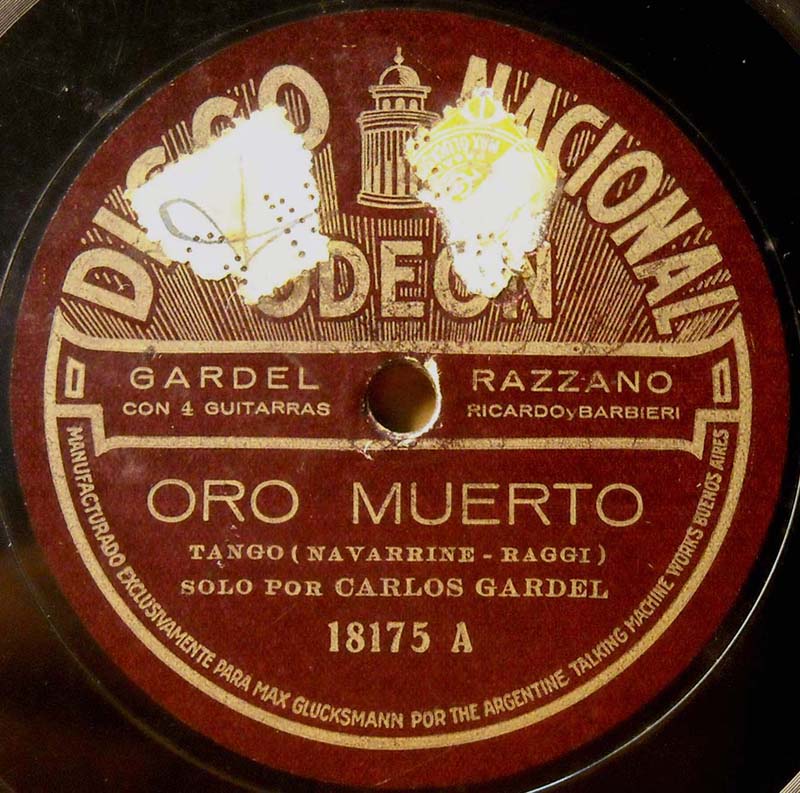 DISCO NACIONAL
ODEON
GARDEL RAZZANO
CON 4 GUITARRAS RICARDO y BARBIERI
ORO MUERTO
TANGO (NAVARRINE - RAGGI)
SOLO POR CARLOS GARDEL
18175 A
MANUFACTURADO EXCLUSIVAMENTE PARA MAX GLUCKSMANN POR THE ARGENTINE TALKING MACHINE WORKS BUENOS AIRES